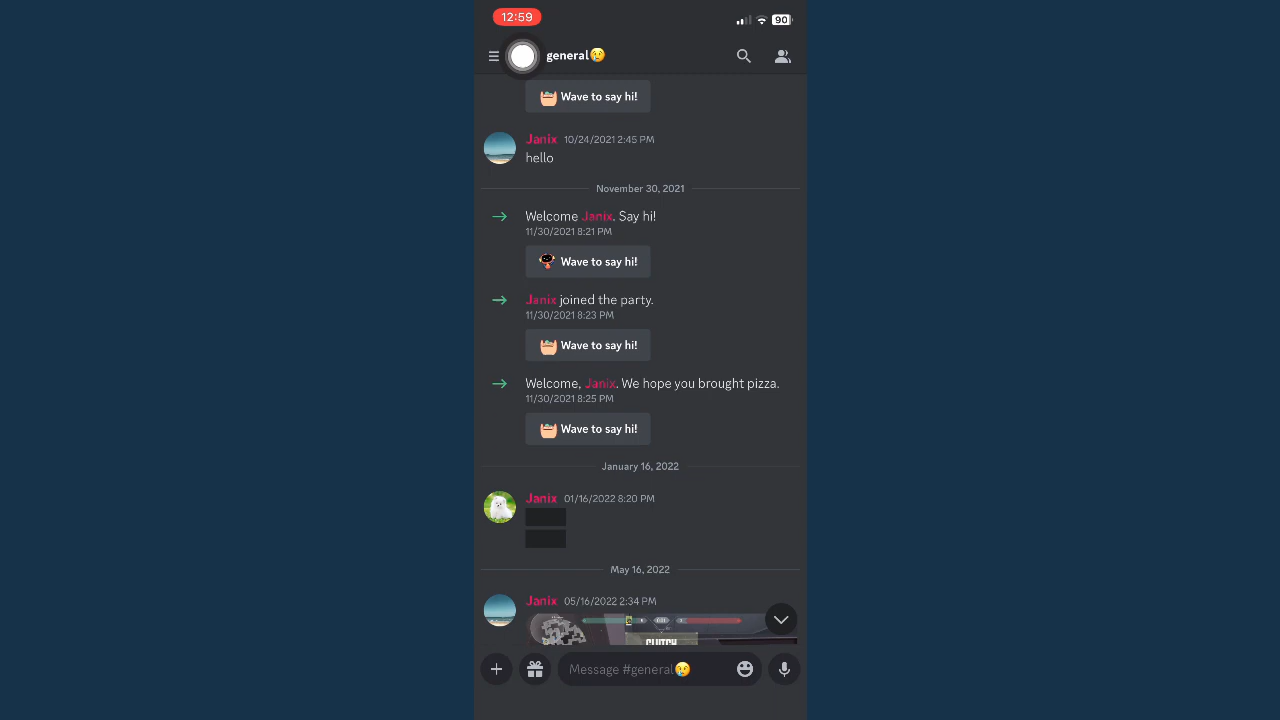 12:59
90
general😢
Wave to say hi!
Janix 10/24/2021 2:45 PM
hello
November 30, 2021
Welcome Janix. Say hi!
11/30/2021 8:21 PM
Wave to say hi!
Janix joined the party.
11/30/2021 8:23 PM
Wave to say hi!
Welcome, Janix. We hope you brought pizza.
11/30/2021 8:25 PM
Wave to say hi!
January 16, 2022
Janix 01/16/2022 8:20 PM
May 16, 2022
Janix 05/16/2022 2:34 PM
CLUTCH
Message #general😢